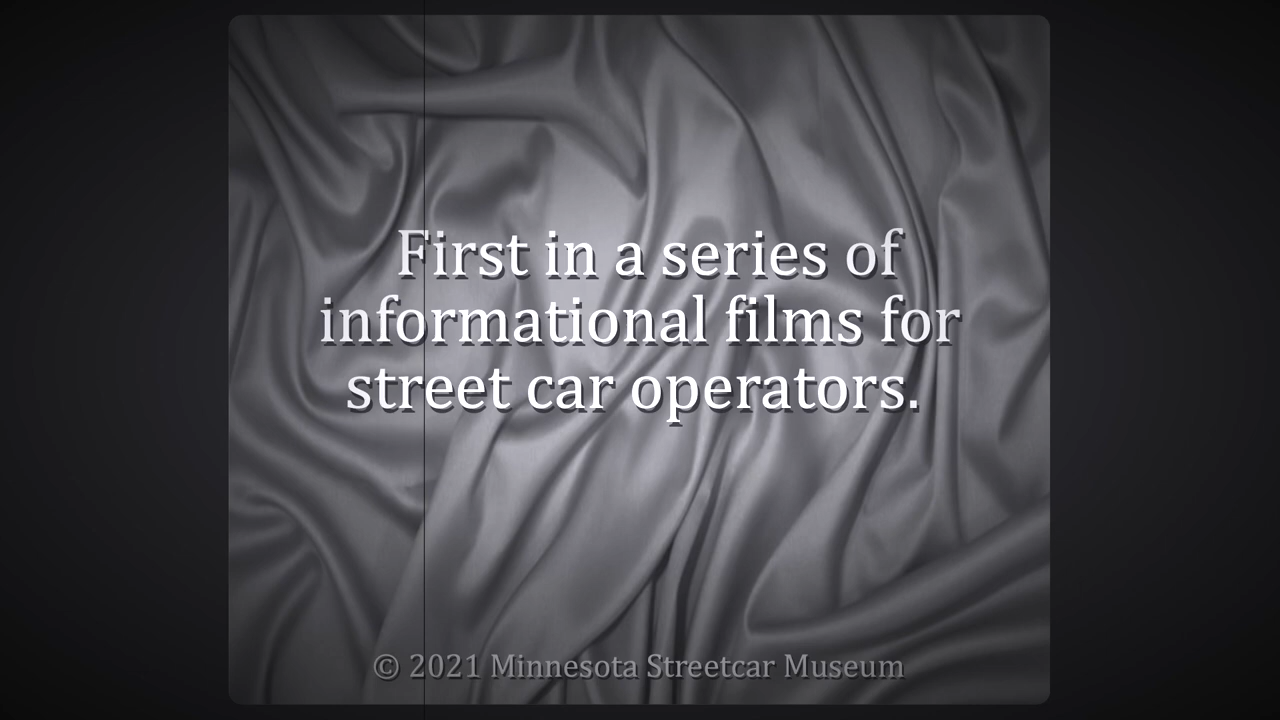 First in a series of
informational films for
street car operators.
© 2021 Minnesota Streetcar Museum